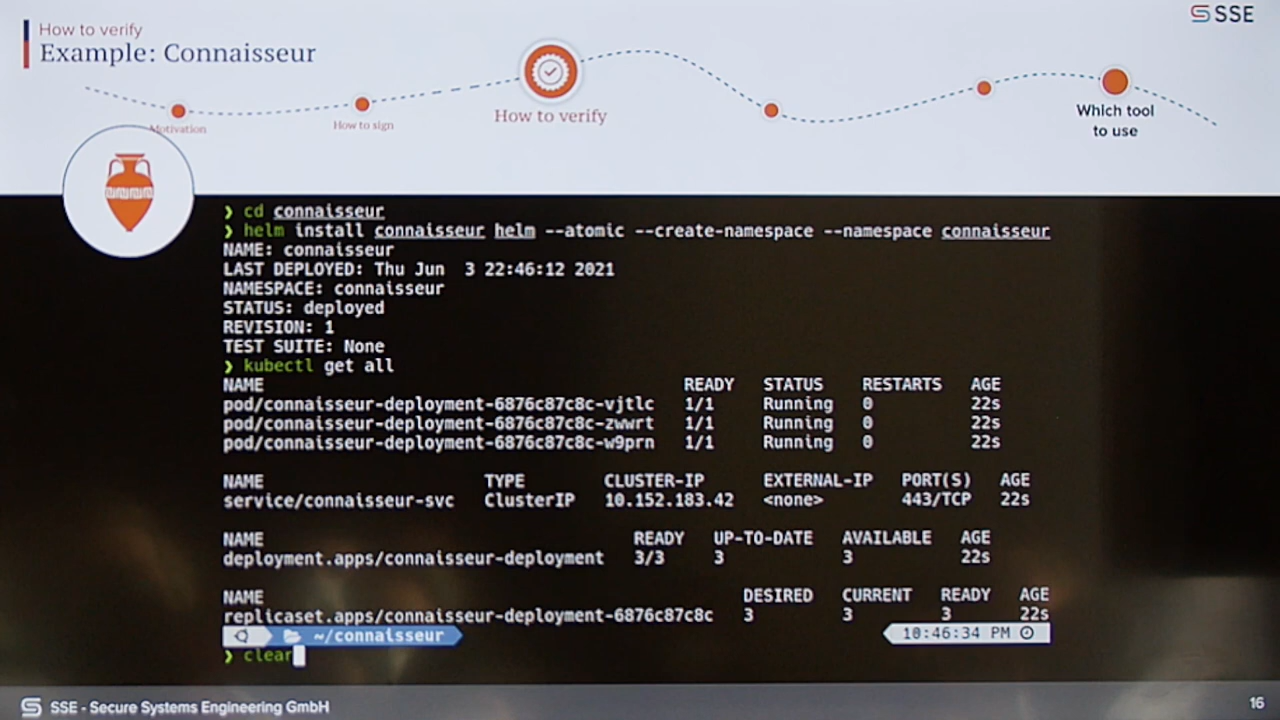 How to verify
Example: Connaisseur
SSE
Motivation
How to sign
How to verify
Which tool
to use
❯ cd connaisseur
❯ helm install connaisseur helm --atomic --create-namespace --namespace connaisseur
NAME: connaisseur
LAST DEPLOYED: Thu Jun  3 22:46:12 2021
NAMESPACE: connaisseur
STATUS: deployed
REVISION: 1
TEST SUITE: None
❯ kubectl get all
NAME READY STATUS RESTARTS AGE
pod/connaisseur-deployment-6876c87c8c-vjtlc 1/1 Running 0 22s
pod/connaisseur-deployment-6876c87c8c-zwwrt 1/1 Running 0 22s
pod/connaisseur-deployment-6876c87c8c-w9prn 1/1 Running 0 22s
NAME TYPE CLUSTER-IP EXTERNAL-IP PORT(S) AGE
service/connaisseur-svc ClusterIP 10.152.183.42 <none> 443/TCP 22s
NAME READY UP-TO-DATE AVAILABLE AGE
deployment.apps/connaisseur-deployment 3/3 3 3 22s
NAME DESIRED CURRENT READY AGE
replicaset.apps/connaisseur-deployment-6876c87c8c 3 3 3 22s
~/connaisseur 10:46:34 PM
❯ clear
SSE - Secure Systems Engineering GmbH
16